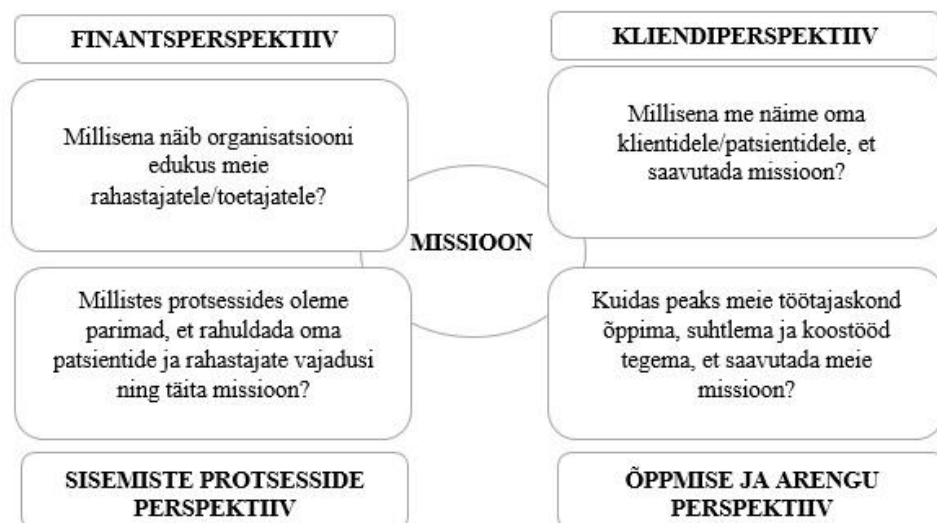 FINANTSPERSPEKTIIV
KLIENDIPERSPEKTIIV
Millisena näib organisatsiooni
edukus meie
rahastajatele/toetajatele?
Millisena me näime oma
klientidele/patsientidele, et
saavutada missioon?
MISSIOON
Millistes protsessides oleme
parimad, et rahuldada oma
patsientide ja rahastajate vajadusi
ning täita missioon?
Kuidas peaks meie töötajaskond
õppima, suhtlema ja koostööd
tegema, et saavutada meie
missioon?
SISEMISTE PROTSESSIDE
PERSPEKTIIV
ÕPPMISE JA ARENGU
PERSPEKTIIV